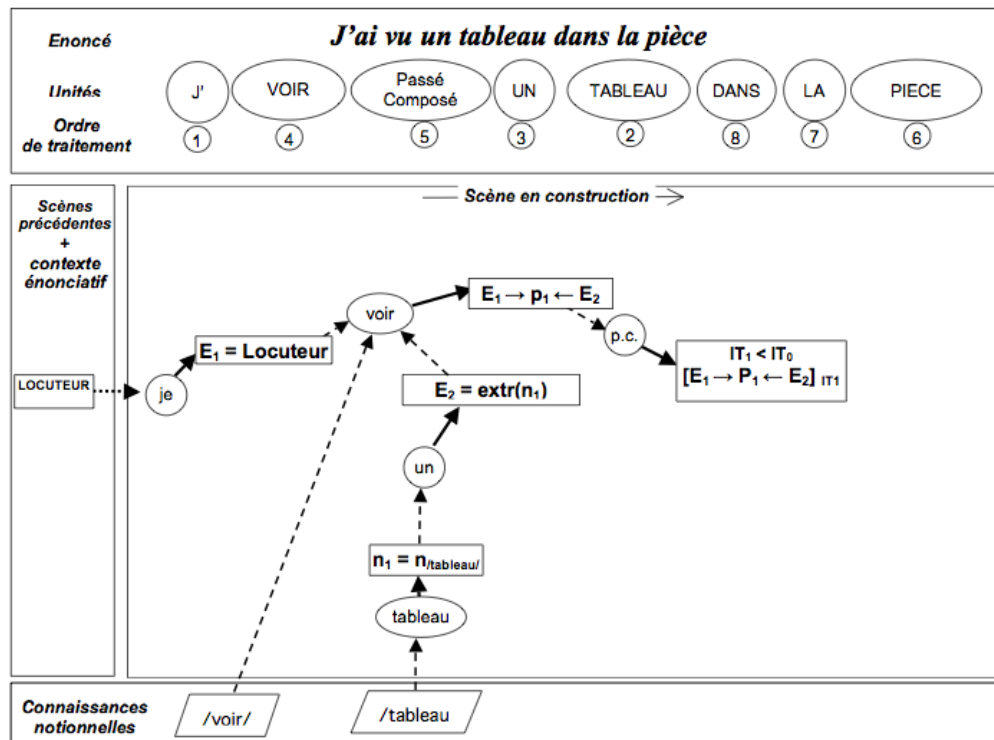 Enoncé
J'ai vu un tableau dans la pièce
Unités
J'
VOIR
Passé
Composé
UN
TABLEAU
DANS
LA
PIECE
Ordre
de traitement
1
4
5
3
2
8
7
6
Scènes
précédentes
+
contexte
énonciatif
Scène en construction
voir
E1 → p1 ← E2
p.c.
E1 = Locuteur
IT1 < IT0
[E1 → P1 ← E2] IT1
LOCUTEUR
je
E2 = extr(n1)
un
n1 = n/tableau/
tableau
Connaissances
notionnelles
/voir/
/tableau